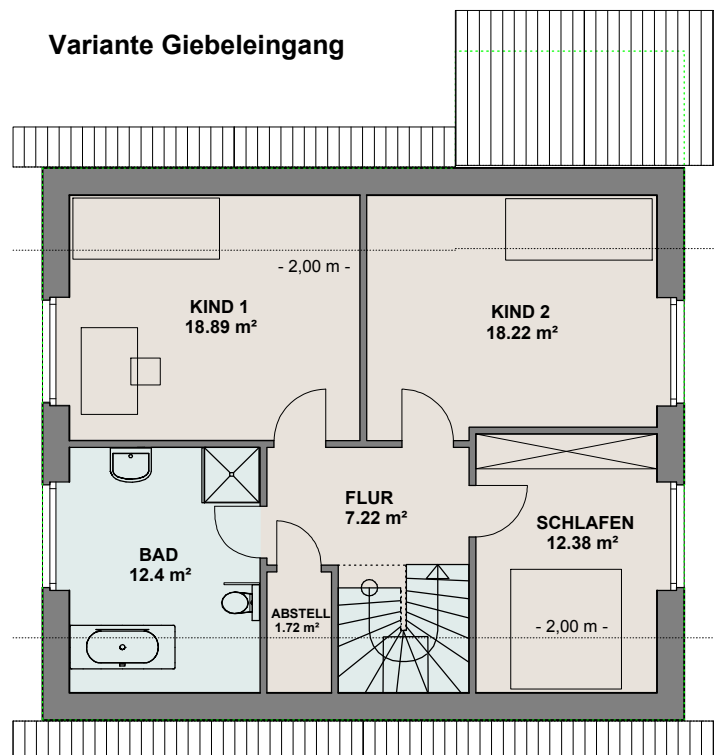 Variante Giebeleingang
- 2,00 m -
KIND 1
18.89 m²
KIND 2
18.22 m²
FLUR
7.22 m²
SCHLAFEN
12.38 m²
BAD
12.4 m²
ABSTELL
1.72 m²
- 2,00 m -